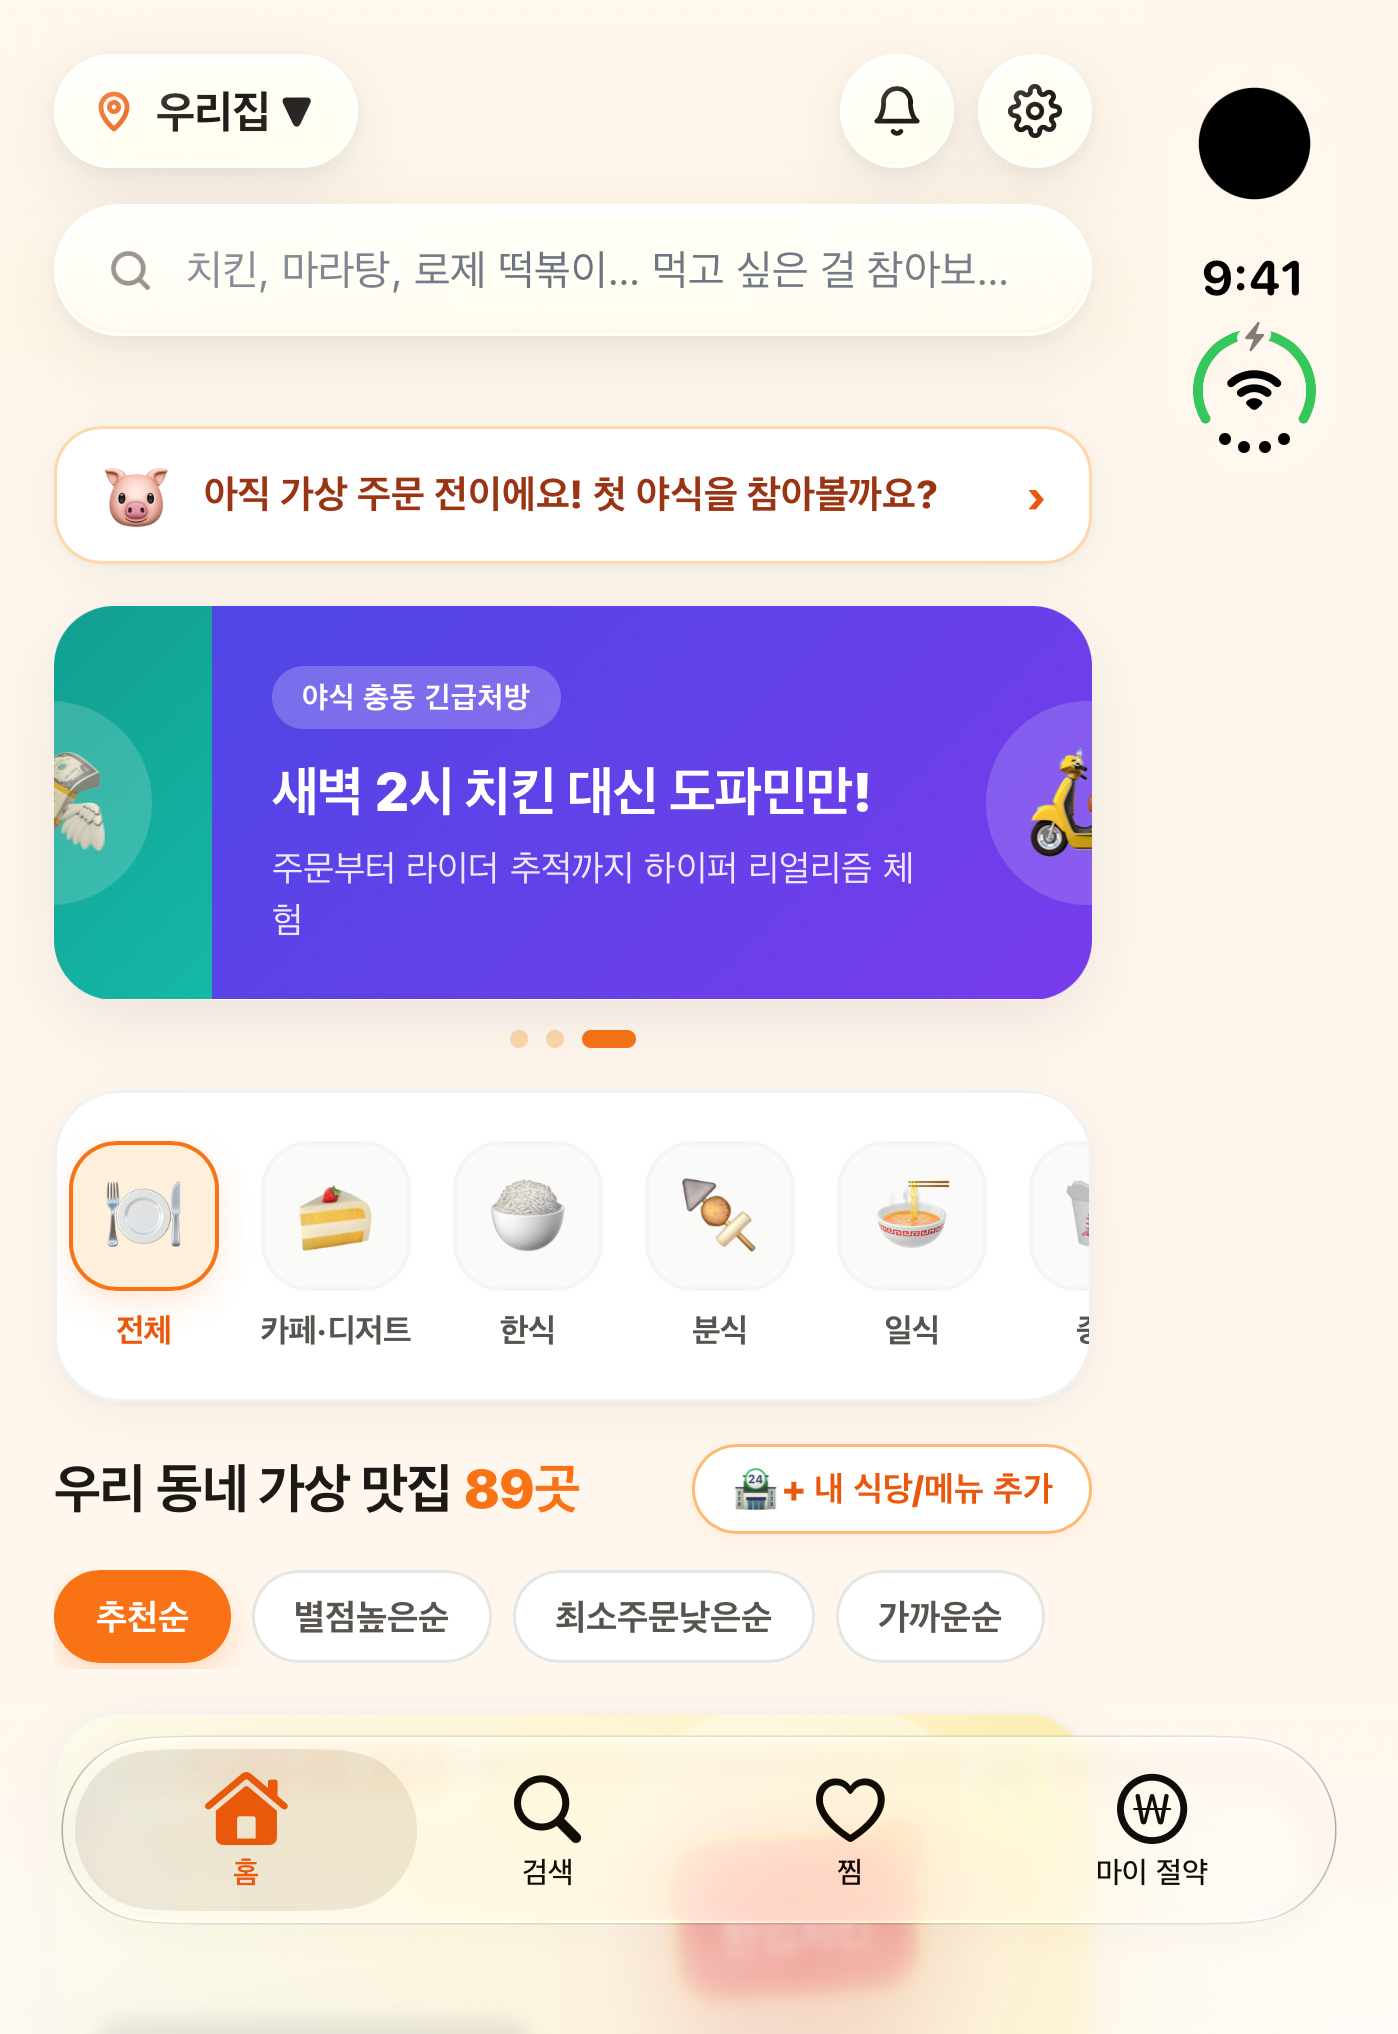 우리집 ▼
9:41
치킨, 마라탕, 로제 떡볶이... 먹고 싶은 걸 참아보...
아직 가상 주문 전이에요! 첫 야식을 참아볼까요? ›
야식 충동 긴급처방
새벽 2시 치킨 대신 도파민만!
주문부터 라이더 추적까지 하이퍼 리얼리즘 체
험
전체
카페·디저트
한식
분식
일식
우리 동네 가상 맛집 89곳
24
+ 내 식당/메뉴 추가
추천순
별점높은순
최소주문낮은순
가까운순
홈
검색
찜
마이 절약